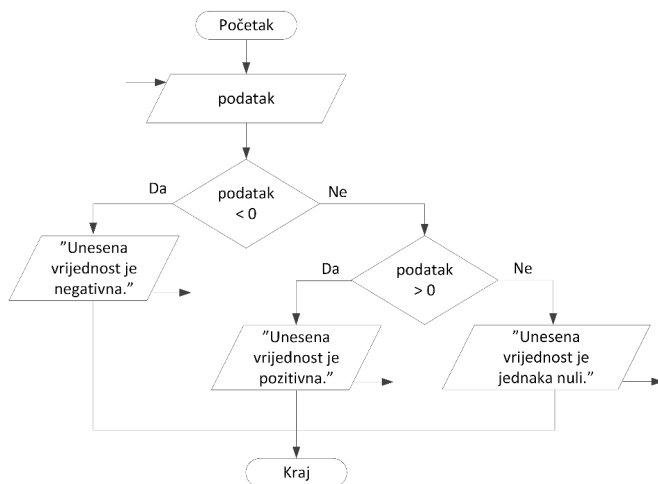 Početak
podatak
Da
podatak
< 0
Ne
”Unesena
vrijednost je
negativna.”
Da
podatak
> 0
Ne
”Unesena
vrijednost je
pozitivna.”
”Unesena
vrijednost je
jednaka nuli.”
Kraj